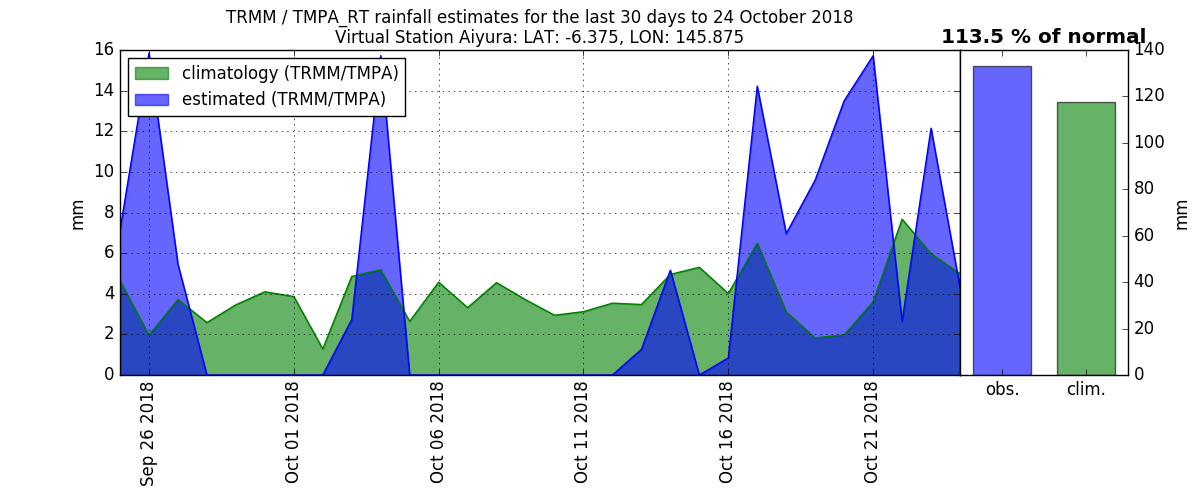 TRMM / TMPA_RT rainfall estimates for the last 30 days to 24 October 2018
Virtual Station Aiyura: LAT: -6.375, LON: 145.875
113.5 % of normal
climatology (TRMM/TMPA)
estimated (TRMM/TMPA)
mm
16
14
12
10
8
6
4
2
0
Sep 26 2018
Oct 01 2018
Oct 06 2018
Oct 11 2018
Oct 16 2018
Oct 21 2018
obs.
clim.
140
120
100
80
60
40
20
0
mm